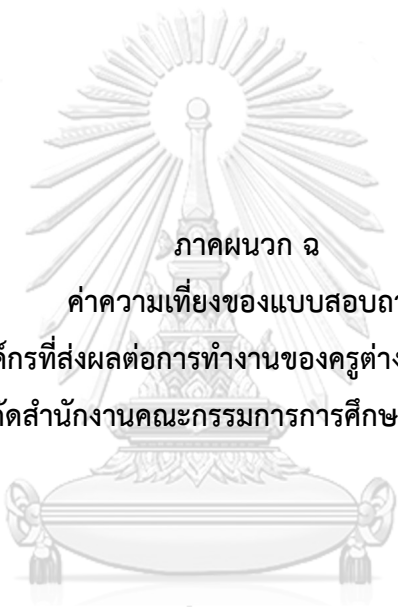 ภาคผนวก ฉ
ค่าความเที่ยงของแบบสอบถา
ค์กรที่ส่งผลต่อการทำงานของครูต่าง
ัดสำนักงานคณะกรรมการการศึกษ